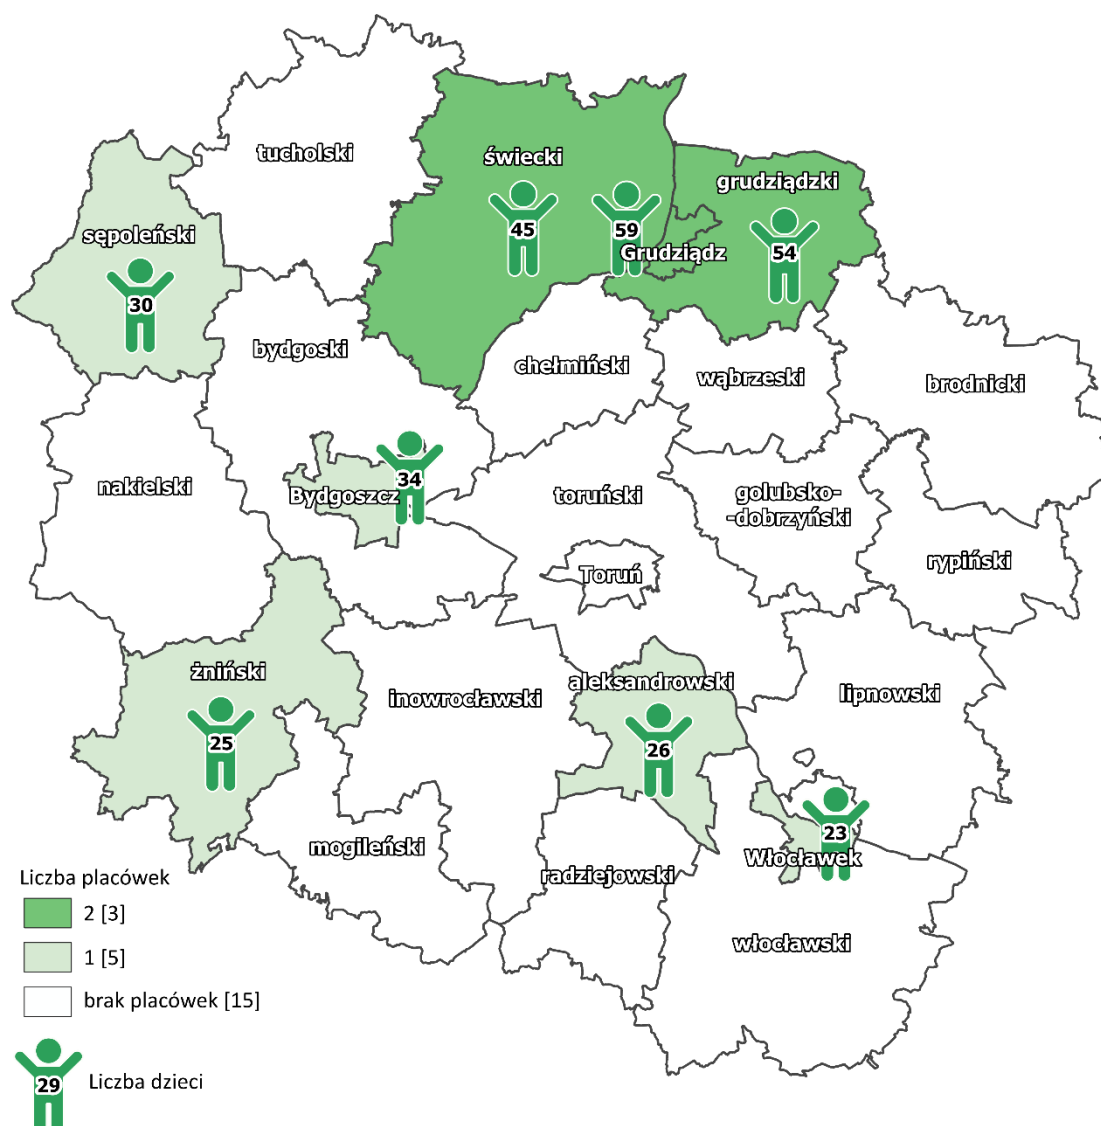 tucholski
świecki
grudziądzki
45
59
Grudziądz
54
sępoleński
30
bydgoski
chełmiński
wąbrzeski
brodnicki
nakielski
34
Bydgoszcz
toruński
golubsko-
-dobrzyński
Toruń
rypiński
żniński
25
inowrocławski
aleksandrowski
26
lipnowski
mogileński
radziejowski
23
Włocławek
włocławski
Liczba placówek
2 [3]
1 [5]
brak placówek [15]
29
Liczba dzieci